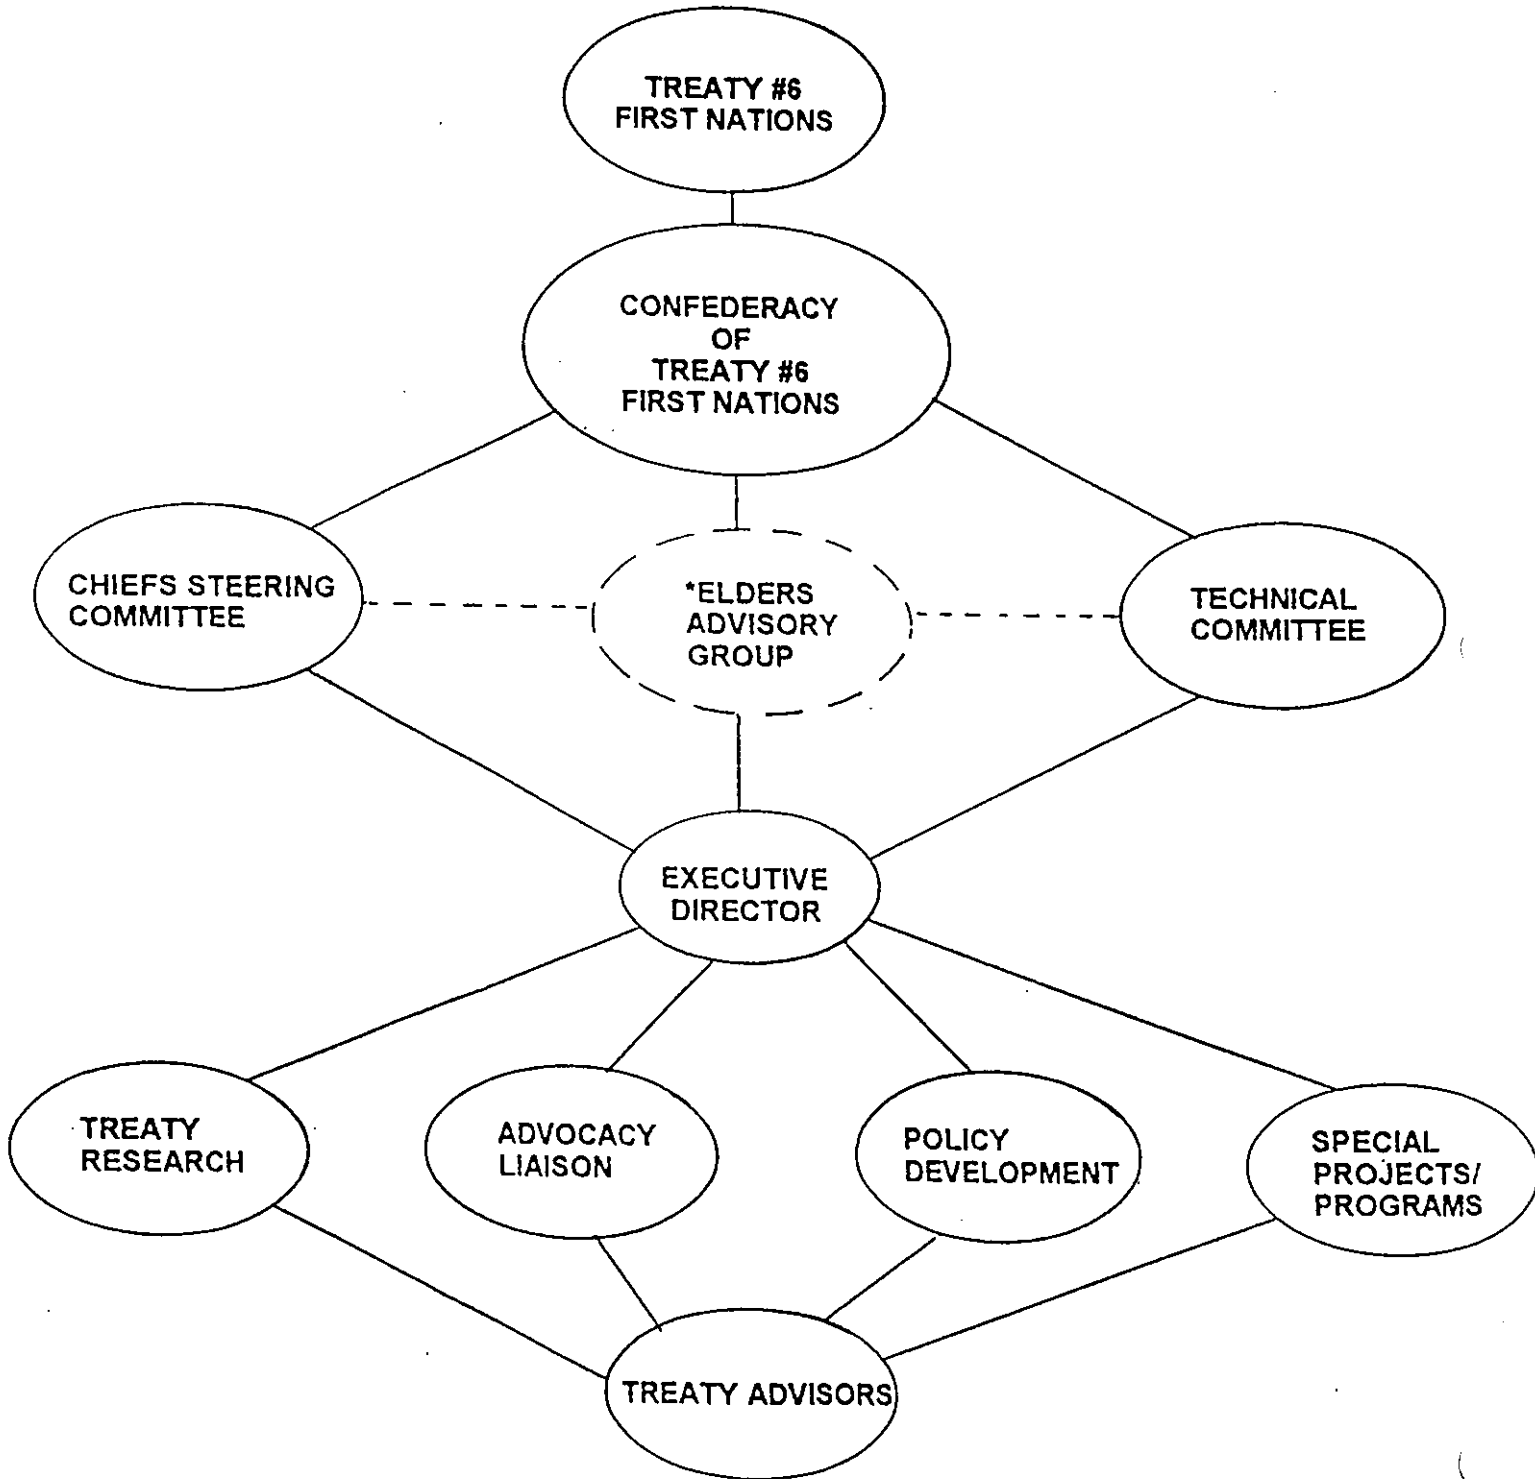 TREATY #6
FIRST NATIONS
CONFEDERACY
OF
TREATY #6
FIRST NATIONS
CHIEFS STEERING
COMMITTEE
*ELDERS
ADVISORY
GROUP
TECHNICAL
COMMITTEE
EXECUTIVE
DIRECTOR
TREATY
RESEARCH
ADVOCACY
LIAISON
POLICY
DEVELOPMENT
SPECIAL
PROJECTS/
PROGRAMS
TREATY ADVISORS